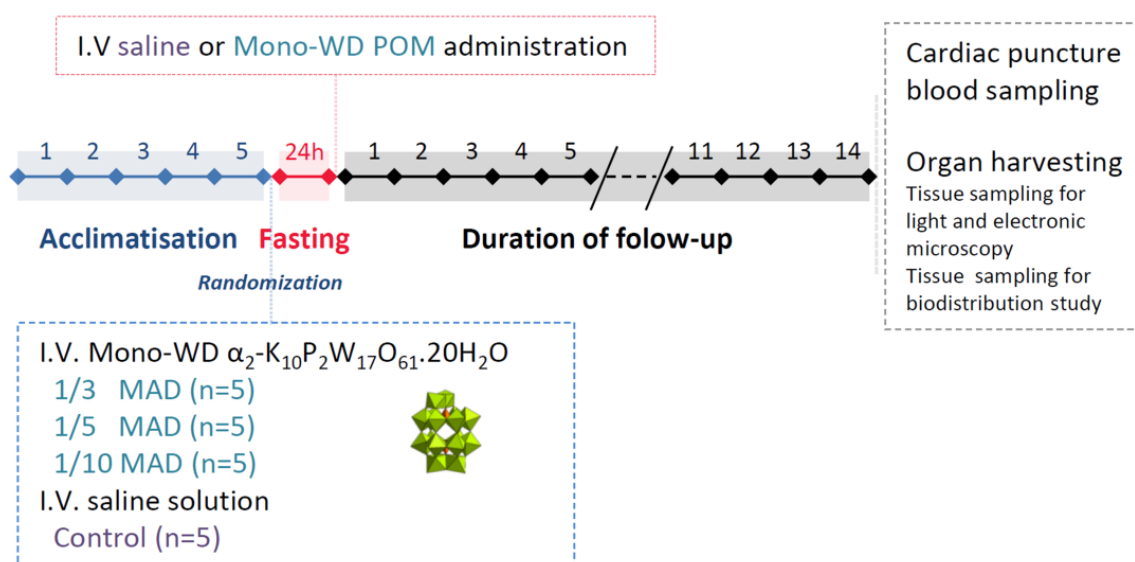 I.V saline or Mono-WD POM administration
1 2 3 4 5 24h 1 2 3 4 5 11 12 13 14
Acclimatisation Fasting Duration of folow-up
Randomization
I.V. Mono-WD α₂-K₁₀P₂W₁₇O₆₁.20H₂O
1/3 MAD (n=5)
1/5 MAD (n=5)
1/10 MAD (n=5)
I.V. saline solution
Control (n=5)
Cardiac puncture
blood sampling
Organ harvesting
Tissue sampling for
light and electronic
microscopy
Tissue sampling for
biodistribution study